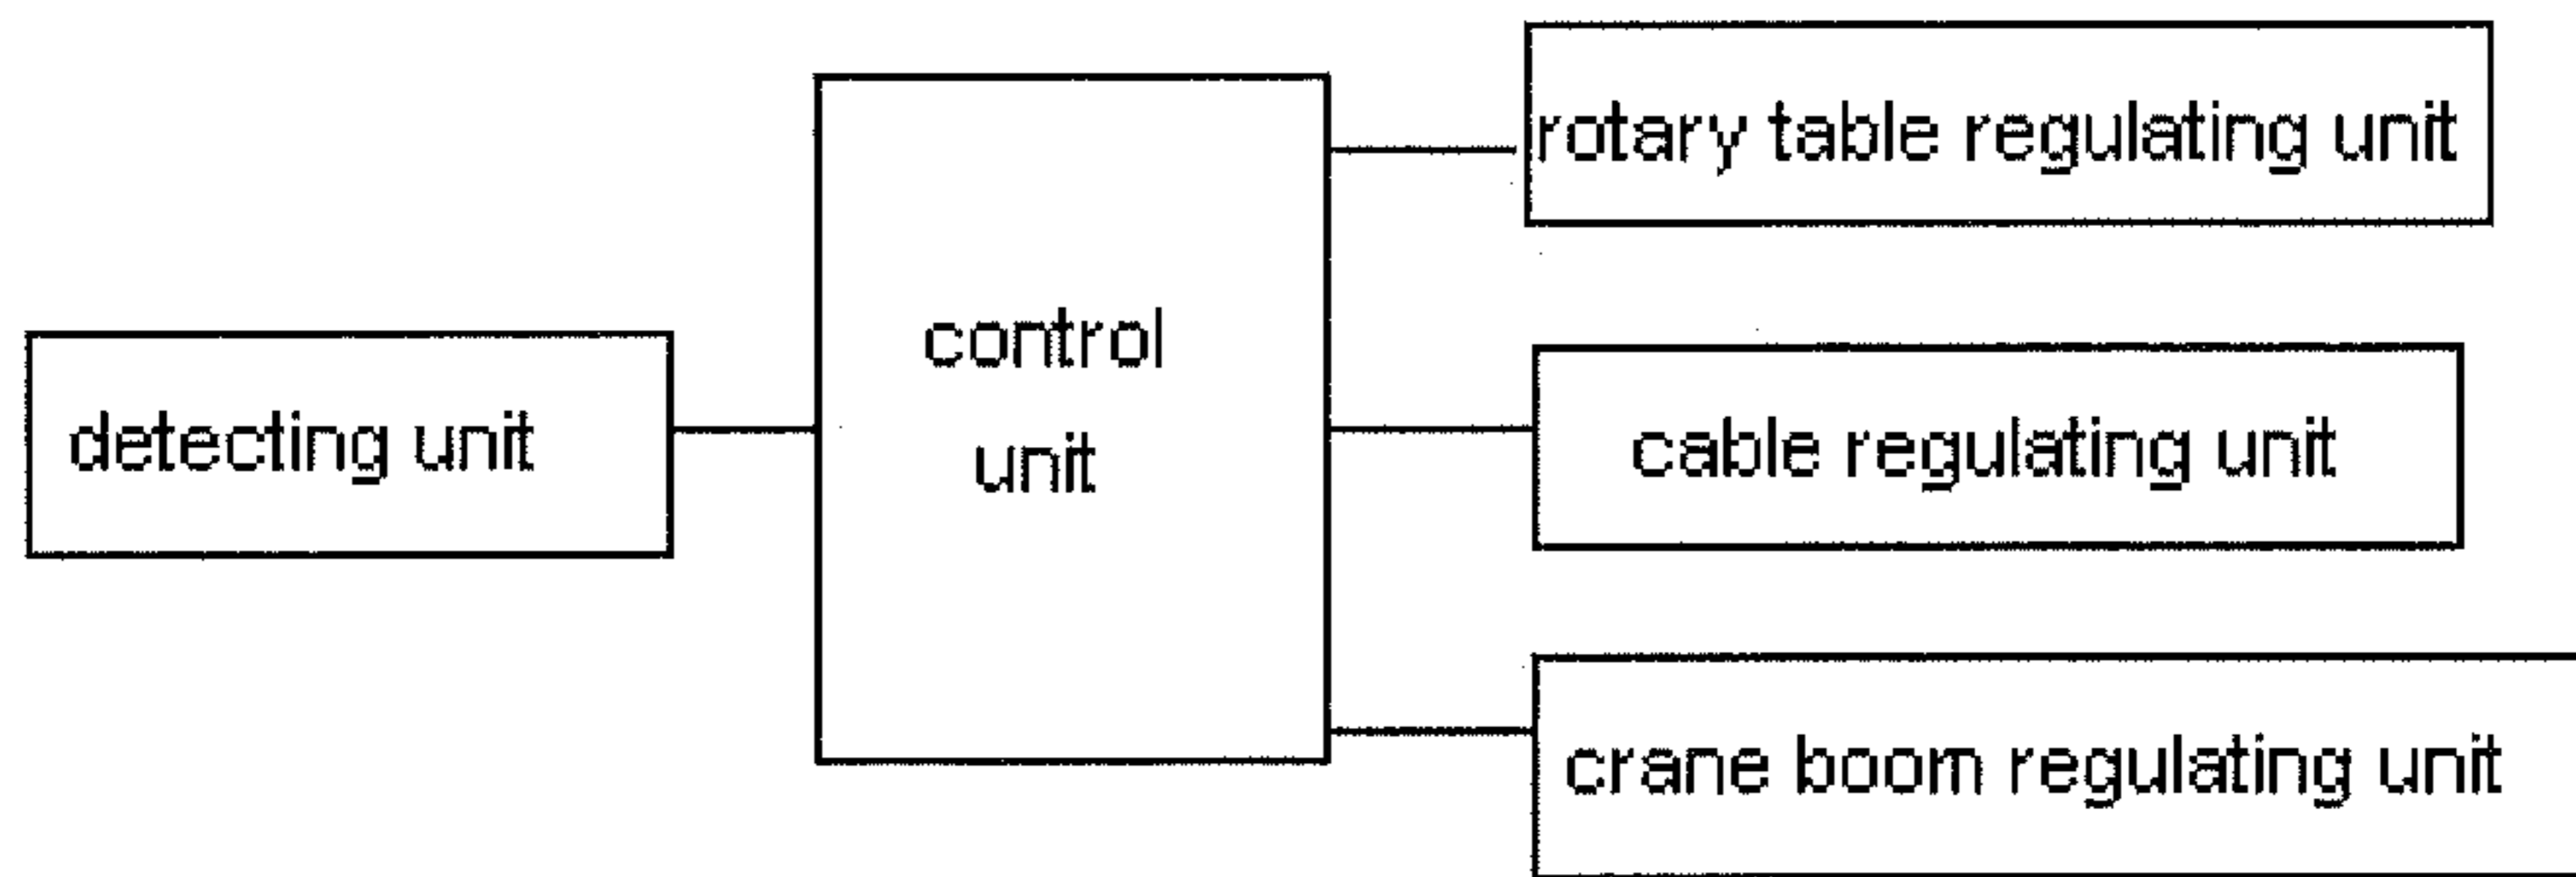 rotary table regulating unit
control
unit
detecting unit
cable regulating unit
crane boom regulating unit